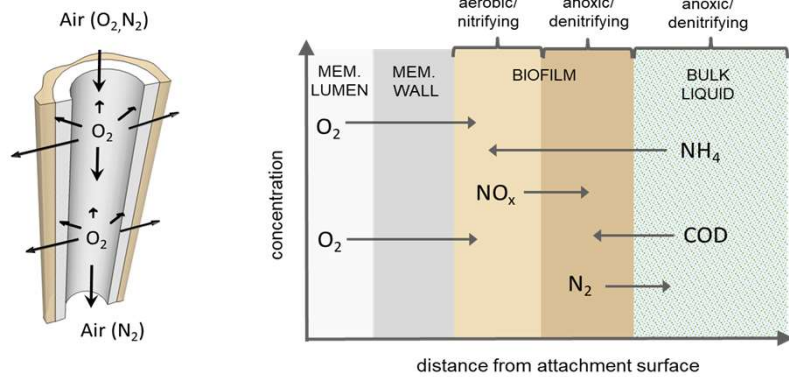 Air (O2,N2)
O2
O2
Air (N2)
aerobic/
nitrifying
anoxic/
denitrifying
anoxic/
denitrifying
MEM.
LUMEN
MEM.
WALL
BIOFILM
BULK
LIQUID
O2
NH4
NOx
O2
COD
N2
concentration
distance from attachment surface